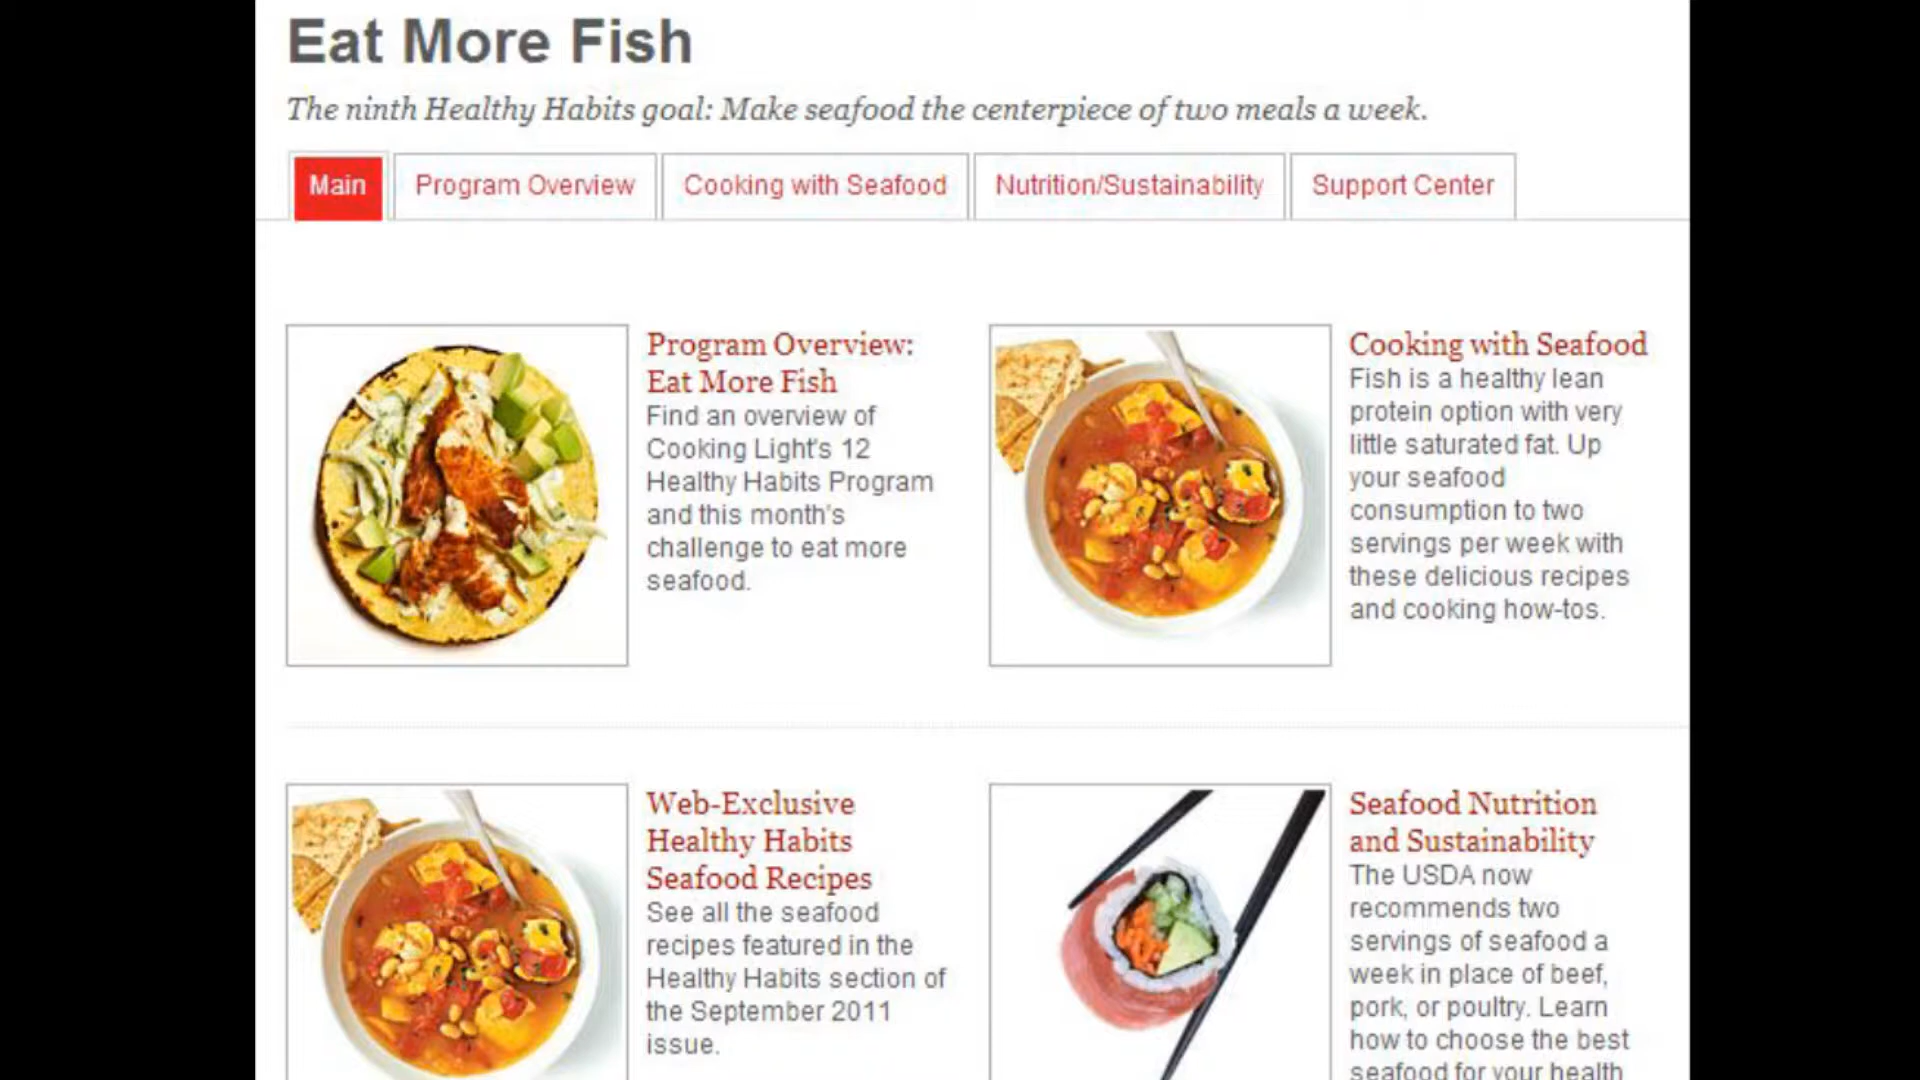 Eat More Fish
The ninth Healthy Habits goal: Make seafood the centerpiece of two meals a week.
Main
Program Overview
Cooking with Seafood
Nutrition/Sustainability
Support Center
Program Overview:
Eat More Fish
Find an overview of
Cooking Light's 12
Healthy Habits Program
and this month's
challenge to eat more
seafood.
Cooking with Seafood
Fish is a healthy lean
protein option with very
little saturated fat. Up
your seafood
consumption to two
servings per week with
these delicious recipes
and cooking how-tos.
Web-Exclusive
Healthy Habits
Seafood Recipes
See all the seafood
recipes featured in the
Healthy Habits section of
the September 2011
issue.
Seafood Nutrition
and Sustainability
The USDA now
recommends two
servings of seafood a
week in place of beef,
pork, or poultry. Learn
how to choose the best
seafood for your health